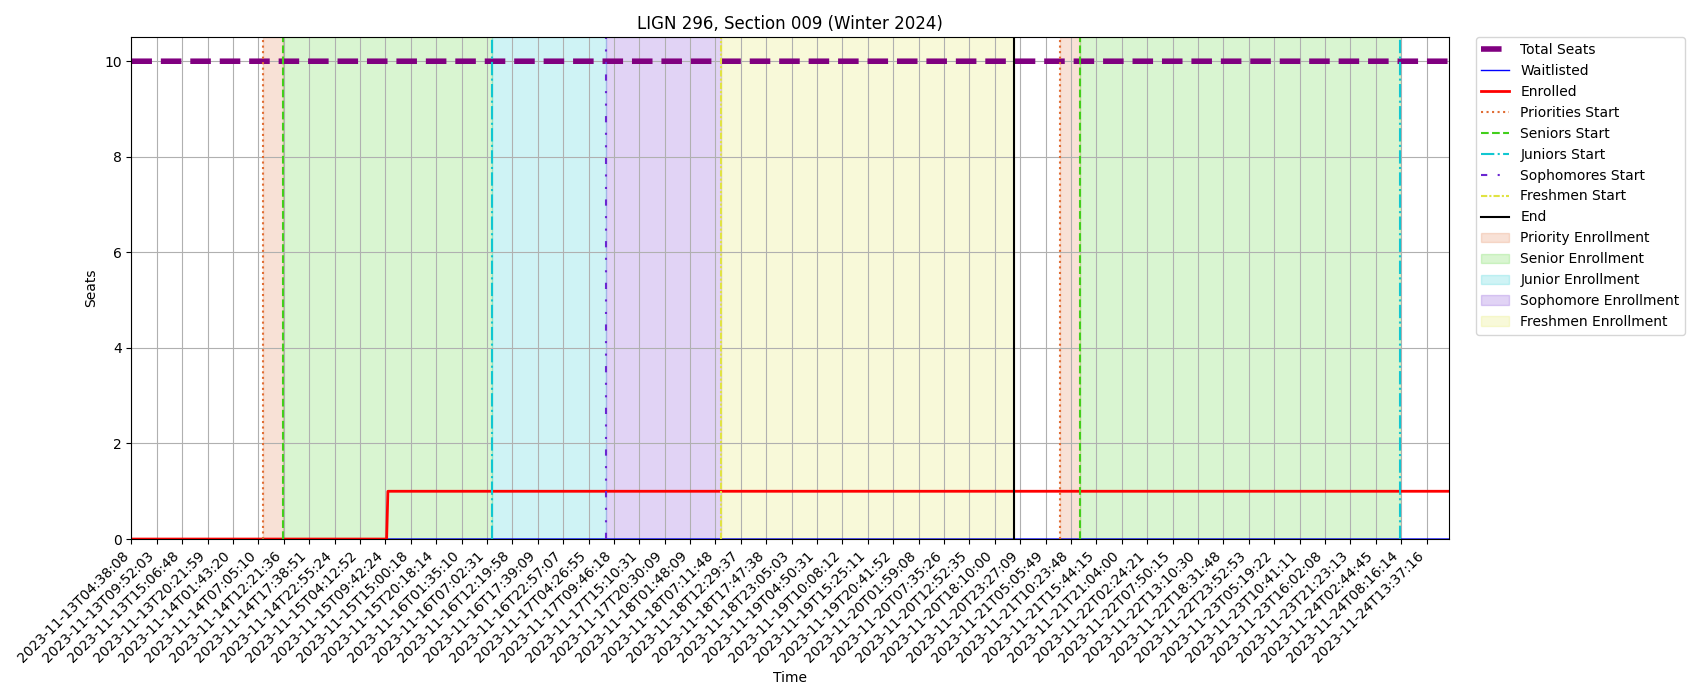 LIGN 296, Section 009 (Winter 2024)
10
8
6
4
2
0
Seats
2023-11-13T04:38:08
2023-11-13T09:52:03
2023-11-13T15:06:48
2023-11-13T20:21:59
2023-11-14T01:43:20
2023-11-14T07:05:10
2023-11-14T12:21:36
2023-11-14T17:38:51
2023-11-14T22:55:24
2023-11-15T04:12:52
2023-11-15T09:42:24
2023-11-15T15:00:18
2023-11-15T20:18:14
2023-11-16T01:35:10
2023-11-16T07:02:31
2023-11-16T12:19:58
2023-11-16T17:39:09
2023-11-16T22:57:07
2023-11-17T04:26:55
2023-11-17T09:46:18
2023-11-17T15:10:31
2023-11-17T20:30:09
2023-11-18T01:48:09
2023-11-18T07:11:48
2023-11-18T12:29:37
2023-11-18T17:47:38
2023-11-18T23:05:03
2023-11-19T04:50:31
2023-11-19T10:08:12
2023-11-19T15:25:11
2023-11-19T20:41:52
2023-11-20T01:59:08
2023-11-20T07:35:26
2023-11-20T12:52:35
2023-11-20T18:10:00
2023-11-20T23:27:09
2023-11-21T05:05:49
2023-11-21T10:23:48
2023-11-21T15:44:15
2023-11-21T21:04:00
2023-11-22T02:24:21
2023-11-22T07:50:15
2023-11-22T13:10:30
2023-11-22T18:31:48
2023-11-22T23:52:53
2023-11-23T05:19:22
2023-11-23T10:41:11
2023-11-23T16:02:08
2023-11-23T21:23:13
2023-11-24T02:44:45
2023-11-24T08:16:14
2023-11-24T13:37:16
Time
Total Seats
Waitlisted
Enrolled
Priorities Start
Seniors Start
Juniors Start
Sophomores Start
Freshmen Start
End
Priority Enrollment
Senior Enrollment
Junior Enrollment
Sophomore Enrollment
Freshmen Enrollment